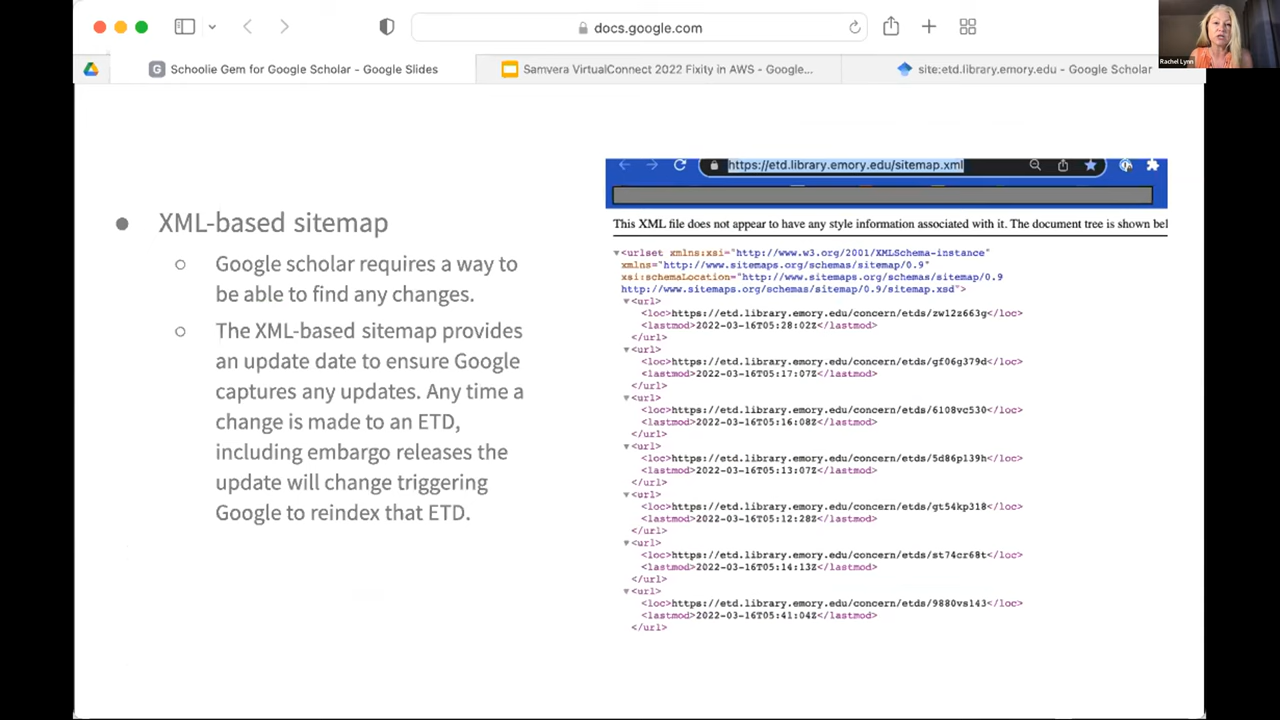 docs.google.com
Rachel Lynn
Schoolie Gem for Google Scholar - Google Slides
Samvera VirtualConnect 2022 Fixity in AWS - Google...
site:etd.library.emory.edu - Google Scholar
XML-based sitemap
Google scholar requires a way to
be able to find any changes.
The XML-based sitemap provides
an update date to ensure Google
captures any updates. Any time a
change is made to an ETD,
including embargo releases the
update will change triggering
Google to reindex that ETD.
https://etd.library.emory.edu/sitemap.xml
This XML file does not appear to have any style information associated with it. The document tree is shown bel
<urlset xmlns:xsi="http://www.w3.org/2001/XMLSchema-instance"
xmlns="http://www.sitemaps.org/schemas/sitemap/0.9"
xsi:schemaLocation="http://www.sitemaps.org/schemas/sitemap/0.9
http://www.sitemaps.org/schemas/sitemap/0.9/sitemap.xsd">
<url>
<loc>https://etd.library.emory.edu/concern/etds/zw12z663g</loc>
<lastmod>2022-03-16T05:28:02Z</lastmod>
</url>
<url>
<loc>https://etd.library.emory.edu/concern/etds/gf06g379d</loc>
<lastmod>2022-03-16T05:17:07Z</lastmod>
</url>
<url>
<loc>https://etd.library.emory.edu/concern/etds/6108vc530</loc>
<lastmod>2022-03-16T05:16:08Z</lastmod>
</url>
<url>
<loc>https://etd.library.emory.edu/concern/etds/5d86p139h</loc>
<lastmod>2022-03-16T05:13:07Z</lastmod>
</url>
<url>
<loc>https://etd.library.emory.edu/concern/etds/gt54kp318</loc>
<lastmod>2022-03-16T05:12:28Z</lastmod>
</url>
<url>
<loc>https://etd.library.emory.edu/concern/etds/st74cr68t</loc>
<lastmod>2022-03-16T05:14:13Z</lastmod>
</url>
<url>
<loc>https://etd.library.emory.edu/concern/etds/9880vs143</loc>
<lastmod>2022-03-16T05:41:04Z</lastmod>
</url>